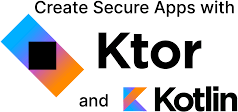 Create Secure Apps with
Ktor
and Kotlin